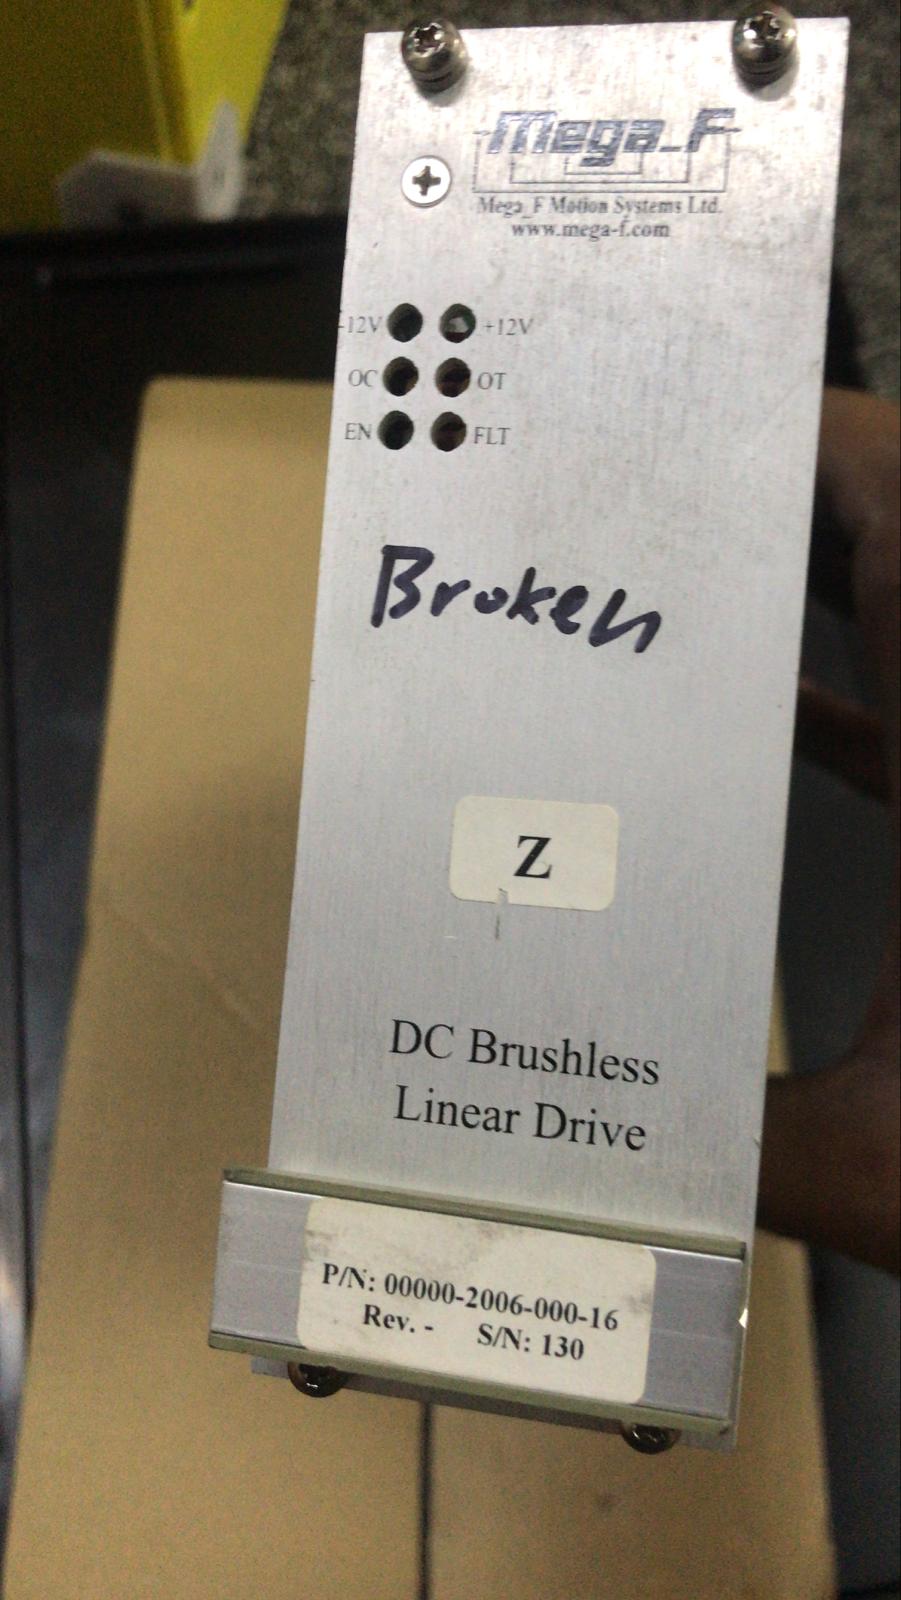 Mega_F
Mega_F Motion Systems Ltd.
www.mega-f.com
-12V +12V
OC OT
EN FLT
Broken
Z
DC Brushless
Linear Drive
P/N: 00000-2006-000-16
Rev. - S/N: 130